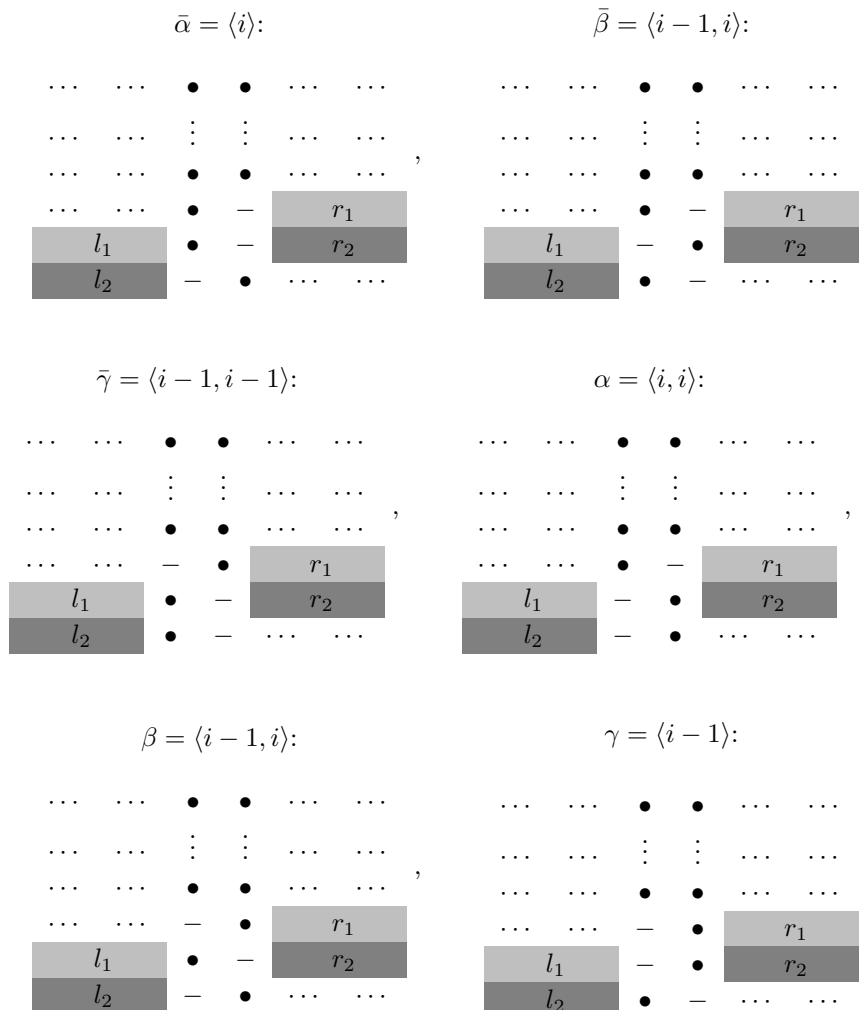 ᾱ = ⟨i⟩:
⋯ ⋯ • • ⋯ ⋯
⋯ ⋯ ⋮ ⋮ ⋯ ⋯
⋯ ⋯ • • ⋯ ⋯
⋯ ⋯ • − r₁
l₁ • − r₂
l₂ − • ⋯ ⋯
,
β̄ = ⟨i − 1, i⟩:
⋯ ⋯ • • ⋯ ⋯
⋯ ⋯ ⋮ ⋮ ⋯ ⋯
⋯ ⋯ • • ⋯ ⋯
⋯ ⋯ • − r₁
l₁ − • r₂
l₂ • − ⋯ ⋯
γ̄ = ⟨i − 1, i − 1⟩:
⋯ ⋯ • • ⋯ ⋯
⋯ ⋯ ⋮ ⋮ ⋯ ⋯
⋯ ⋯ • • ⋯ ⋯
⋯ ⋯ − • r₁
l₁ • − r₂
l₂ • − ⋯ ⋯
,
α = ⟨i, i⟩:
⋯ ⋯ • • ⋯ ⋯
⋯ ⋯ ⋮ ⋮ ⋯ ⋯
⋯ ⋯ • • ⋯ ⋯
⋯ ⋯ • − r₁
l₁ − • r₂
l₂ − • ⋯ ⋯
,
β = ⟨i − 1, i⟩:
⋯ ⋯ • • ⋯ ⋯
⋯ ⋯ ⋮ ⋮ ⋯ ⋯
⋯ ⋯ • • ⋯ ⋯
⋯ ⋯ − • r₁
l₁ • − r₂
l₂ − • ⋯ ⋯
,
γ = ⟨i − 1⟩:
⋯ ⋯ • • ⋯ ⋯
⋯ ⋯ ⋮ ⋮ ⋯ ⋯
⋯ ⋯ • • ⋯ ⋯
⋯ ⋯ − • r₁
l₁ − • r₂
l₂ • − ⋯ ⋯